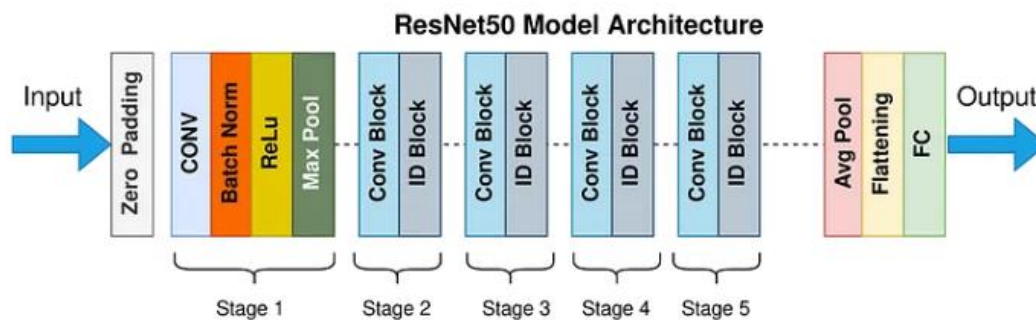 ResNet50 Model Architecture
Input
Zero Padding
CONV
Batch Norm
ReLu
Max Pool
Conv Block
ID Block
Conv Block
ID Block
Conv Block
ID Block
Conv Block
ID Block
Avg Pool
Flattening
FC
Output
Stage 1
Stage 2
Stage 3
Stage 4
Stage 5